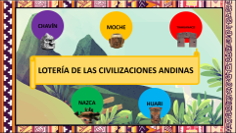 CHAVÍN
MOCHE
LOTERÍA DE LAS CIVILIZACIONES ANDINAS
NAZCA
HUARI